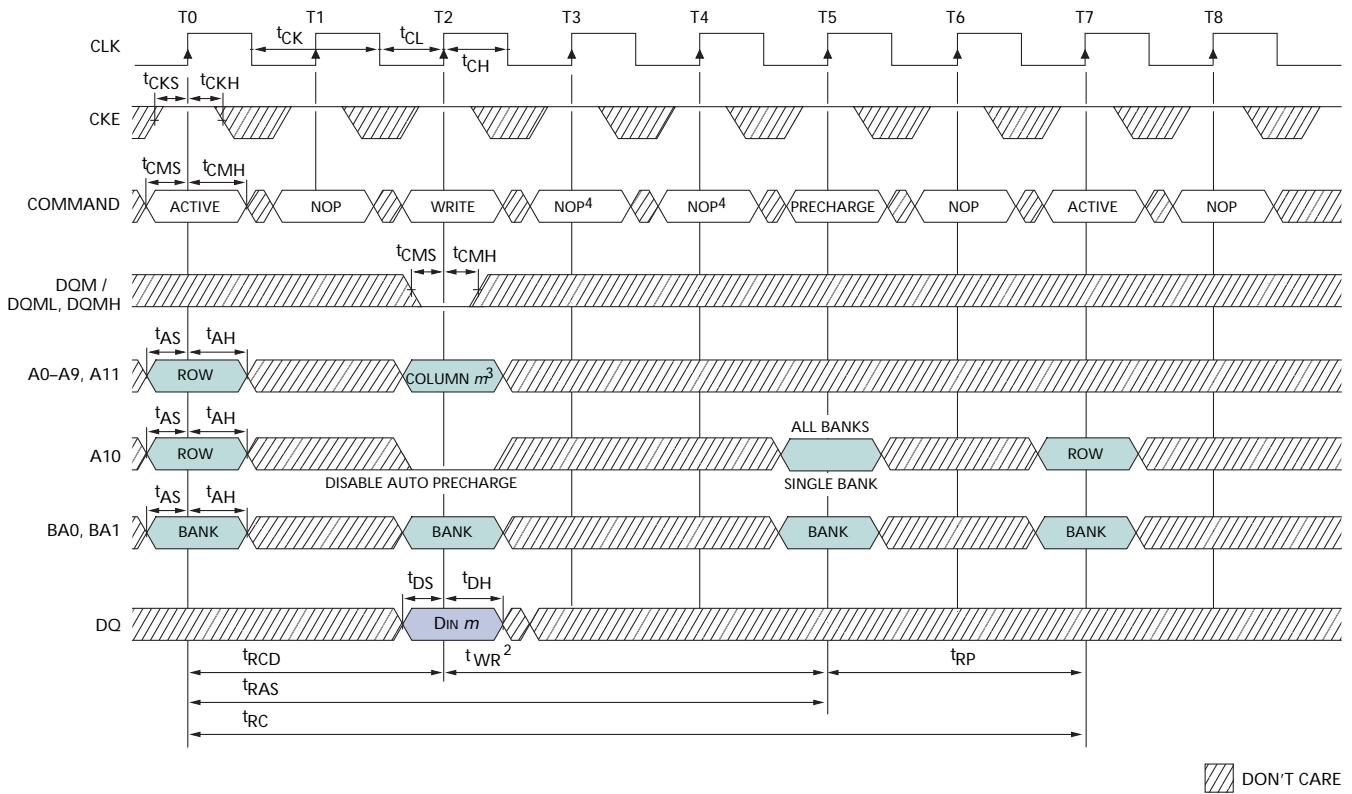 T0 T1 T2 T3 T4 T5 T6 T7 T8
CLK tCK tCL tCH
tCKS tCKH
CKE
tCMS tCMH
COMMAND ACTIVE NOP WRITE NOP4 NOP4 PRECHARGE NOP ACTIVE NOP
tCMS tCMH
DQM /
DQML, DQMH
tAS tAH
A0–A9, A11 ROW COLUMN m3
tAS tAH ALL BANKS
A10 ROW ROW
DISABLE AUTO PRECHARGE SINGLE BANK
tAS tAH
BA0, BA1 BANK BANK BANK BANK
tDS tDH
DQ DIN m
tRCD tWR2 tRP
tRAS
tRC
DON'T CARE